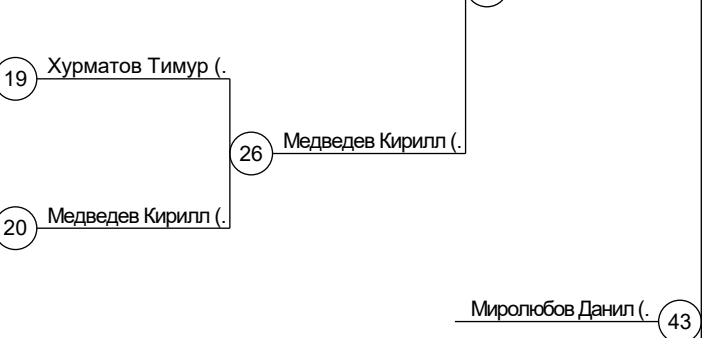 19
Хурматов Тимур (.
26
Медведев Кирилл (.
20
Медведев Кирилл (.
Миролюбов Данил (.
43